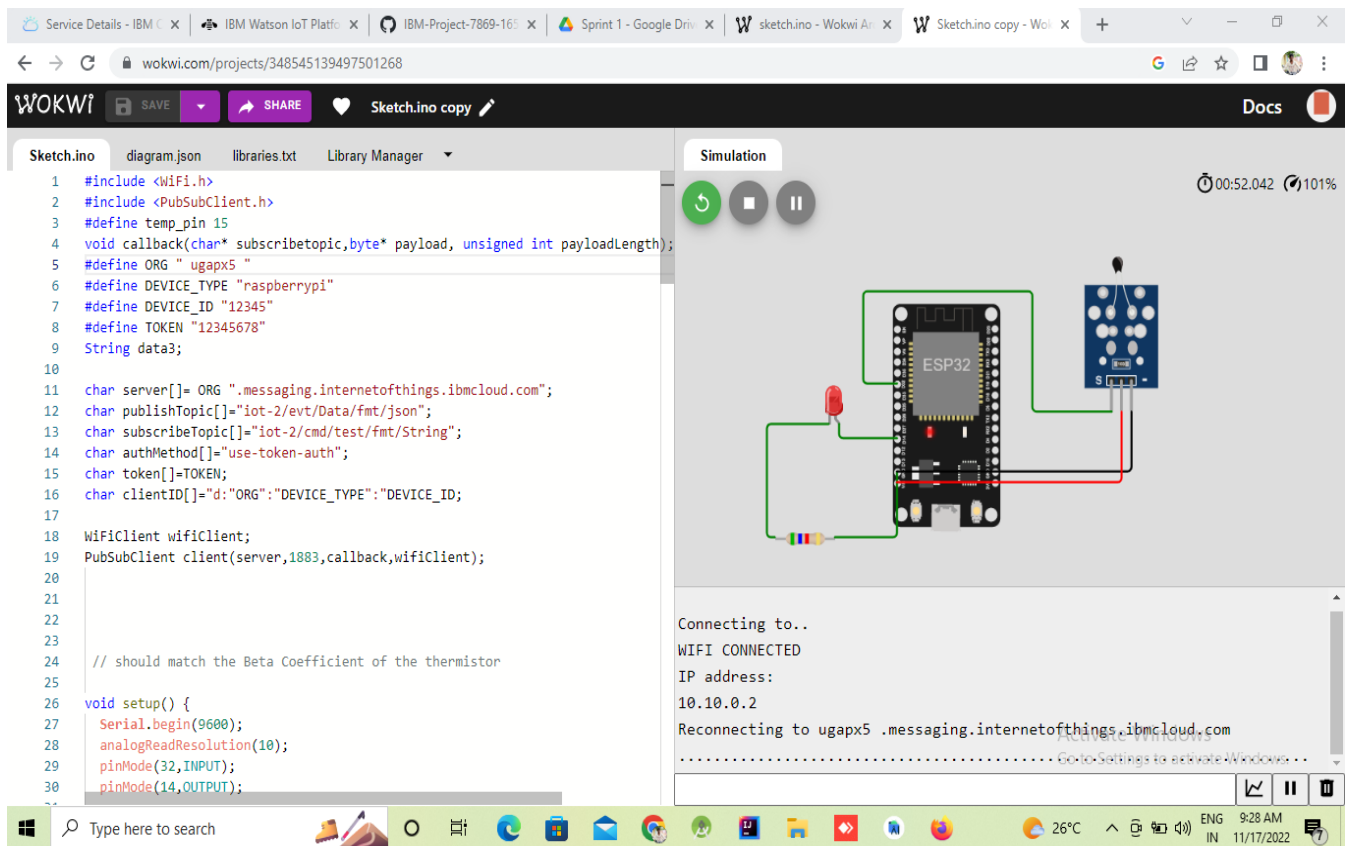 Service Details - IBM C
IBM Watson IoT Platfo
IBM-Project-7869-165
Sprint 1 - Google Driv
sketch.ino - Wokwi Ar
Sketch.ino copy - Wok
wokwi.com/projects/348545139497501268
WOKWi
SAVE
SHARE
Sketch.ino copy
Docs
Sketch.ino
diagram.json
libraries.txt
Library Manager
Simulation
00:52.042
101%
1 #include <WiFi.h>
2 #include <PubSubClient.h>
3 #define temp_pin 15
4 void callback(char* subscribetopic,byte* payload, unsigned int payloadLength);
5 #define ORG " ugapx5 "
6 #define DEVICE_TYPE "raspberrypi"
7 #define DEVICE_ID "12345"
8 #define TOKEN "12345678"
9 String data3;
10
11 char server[]= ORG ".messaging.internetofthings.ibmcloud.com";
12 char publishTopic[]="iot-2/evt/Data/fmt/json";
13 char subscribeTopic[]="iot-2/cmd/test/fmt/String";
14 char authMethod[]="use-token-auth";
15 char token[]=TOKEN;
16 char clientID[]="d:"ORG":"DEVICE_TYPE":"DEVICE_ID;
17
18 WiFiClient wifiClient;
19 PubSubClient client(server,1883,callback,wifiClient);
20
21
22
23
24 // should match the Beta Coefficient of the thermistor
25
26 void setup() {
27 Serial.begin(9600);
28 analogReadResolution(10);
29 pinMode(32,INPUT);
30 pinMode(14,OUTPUT);
ESP32
S
-
Connecting to..
WIFI CONNECTED
IP address:
10.10.0.2
Reconnecting to ugapx5 .messaging.internetofthings.ibmcloud.com
Activate Windows
Go to Settings to activate Windows.
Type here to search
26°C
ENG
IN
9:28 AM
11/17/2022
7